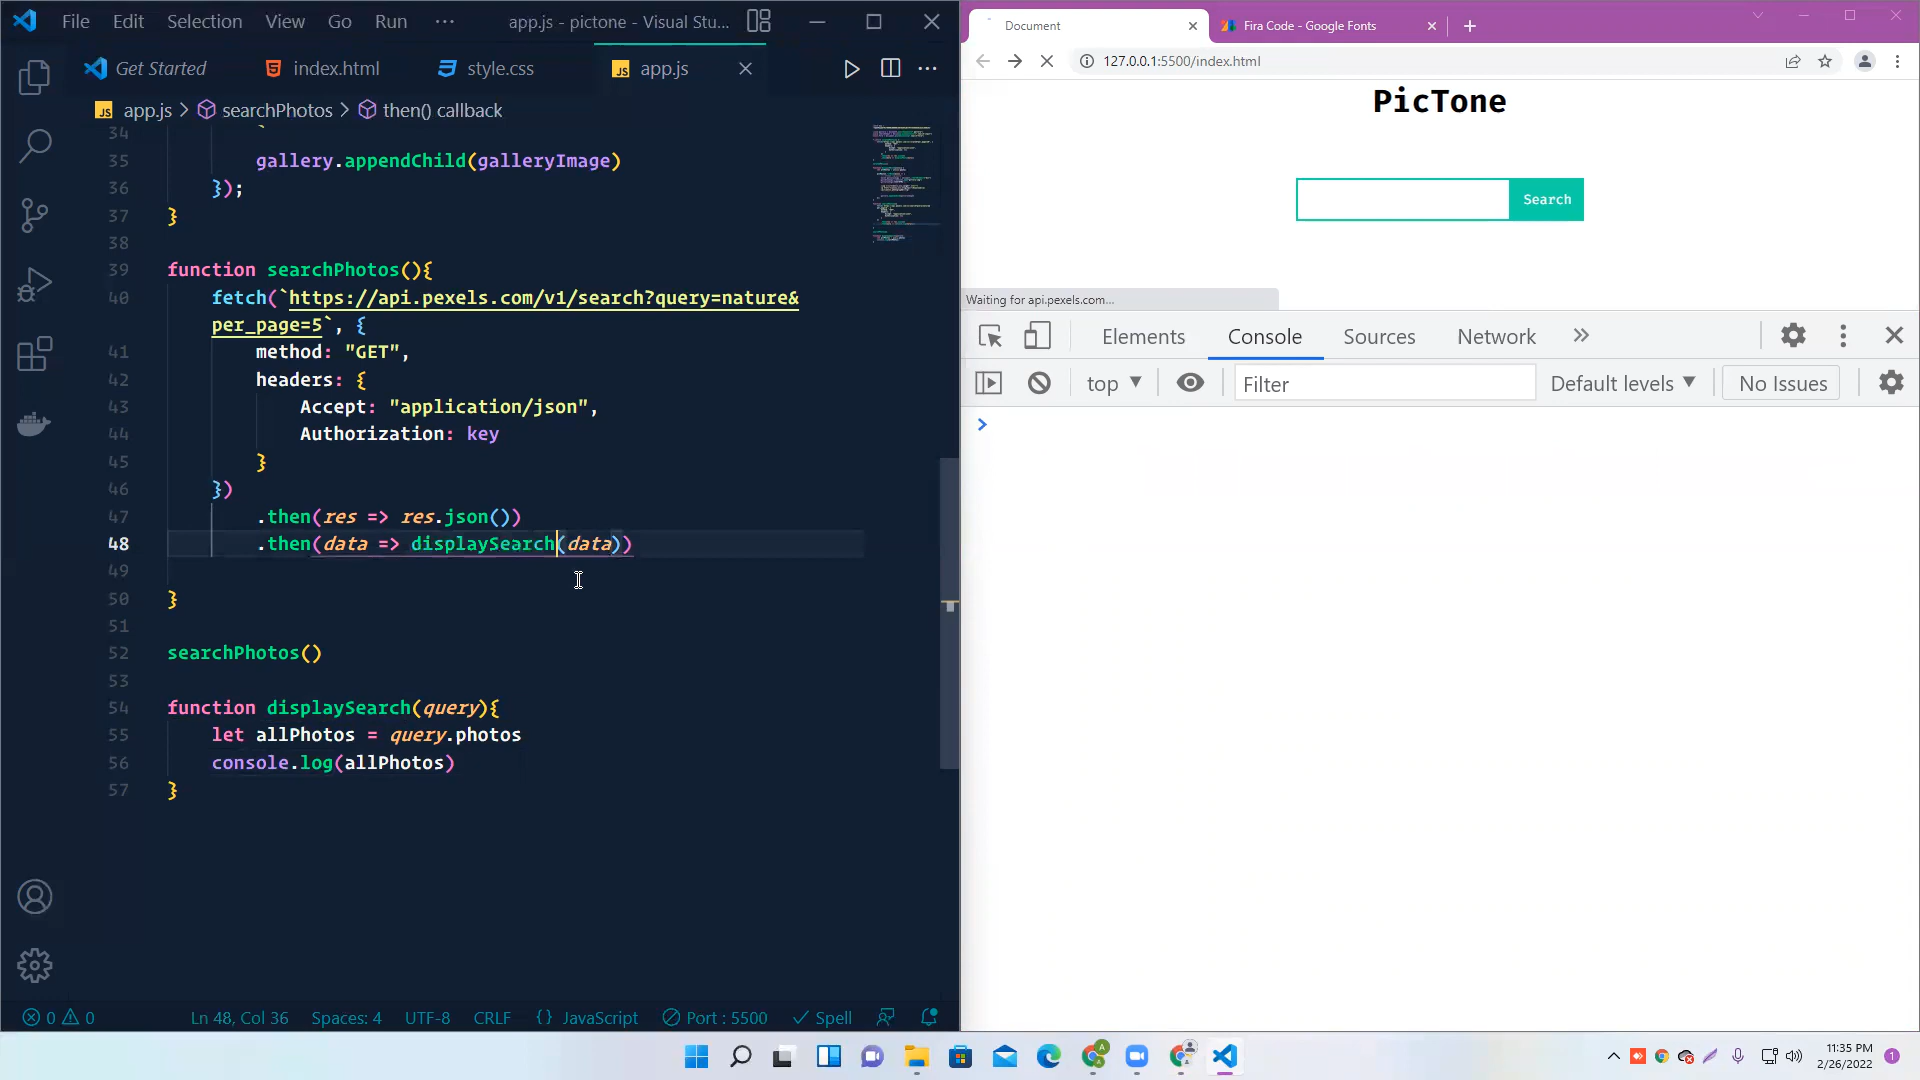 File Edit Selection View Go Run ··· app.js - pictone - Visual Stu...
Get Started index.html style.css JS app.js
JS app.js > searchPhotos > then() callback
34 `
35 gallery.appendChild(galleryImage)
36 });
37 }
38
39 function searchPhotos(){
40 fetch(`https://api.pexels.com/v1/search?query=nature&
per_page=5`, {
41 method: "GET",
42 headers: {
43 Accept: "application/json",
44 Authorization: key
45 }
46 })
47 .then(res => res.json())
48 .then(data => displaySearch(data))
49
50 }
51
52 searchPhotos()
53
54 function displaySearch(query){
55 let allPhotos = query.photos
56 console.log(allPhotos)
57 }
0 0 Ln 48, Col 36 Spaces: 4 UTF-8 CRLF {} JavaScript Port : 5500 Spell
Document Fira Code - Google Fonts
127.0.0.1:5500/index.html
PicTone
Search
Waiting for api.pexels.com...
Elements Console Sources Network
top Filter Default levels No Issues
11:35 PM
2/26/2022
1